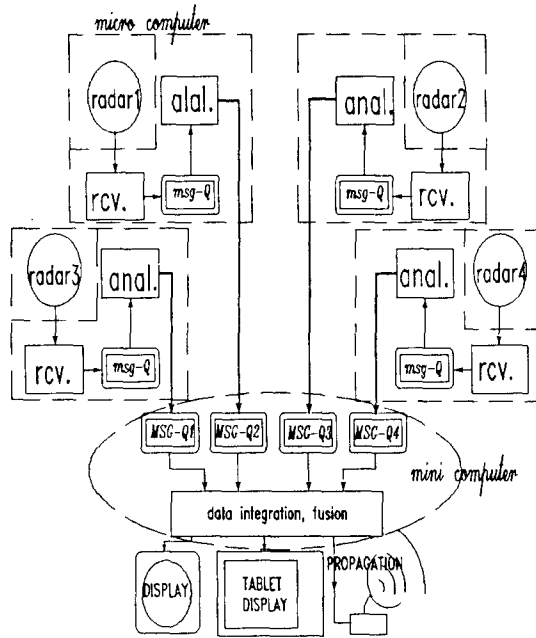 micro computer
radar1
alal.
rcv.
msg-Q
anal.
radar2
msg-Q
rcv.
radar3
anal.
rcv.
msg-Q
anal.
radar4
msg-Q
rcv.
MSG-Q1
MSG-Q2
MSG-Q3
MSG-Q4
mini computer
data integration, fusion
DISPLAY
TABLET
DISPLAY
PROPAGATION